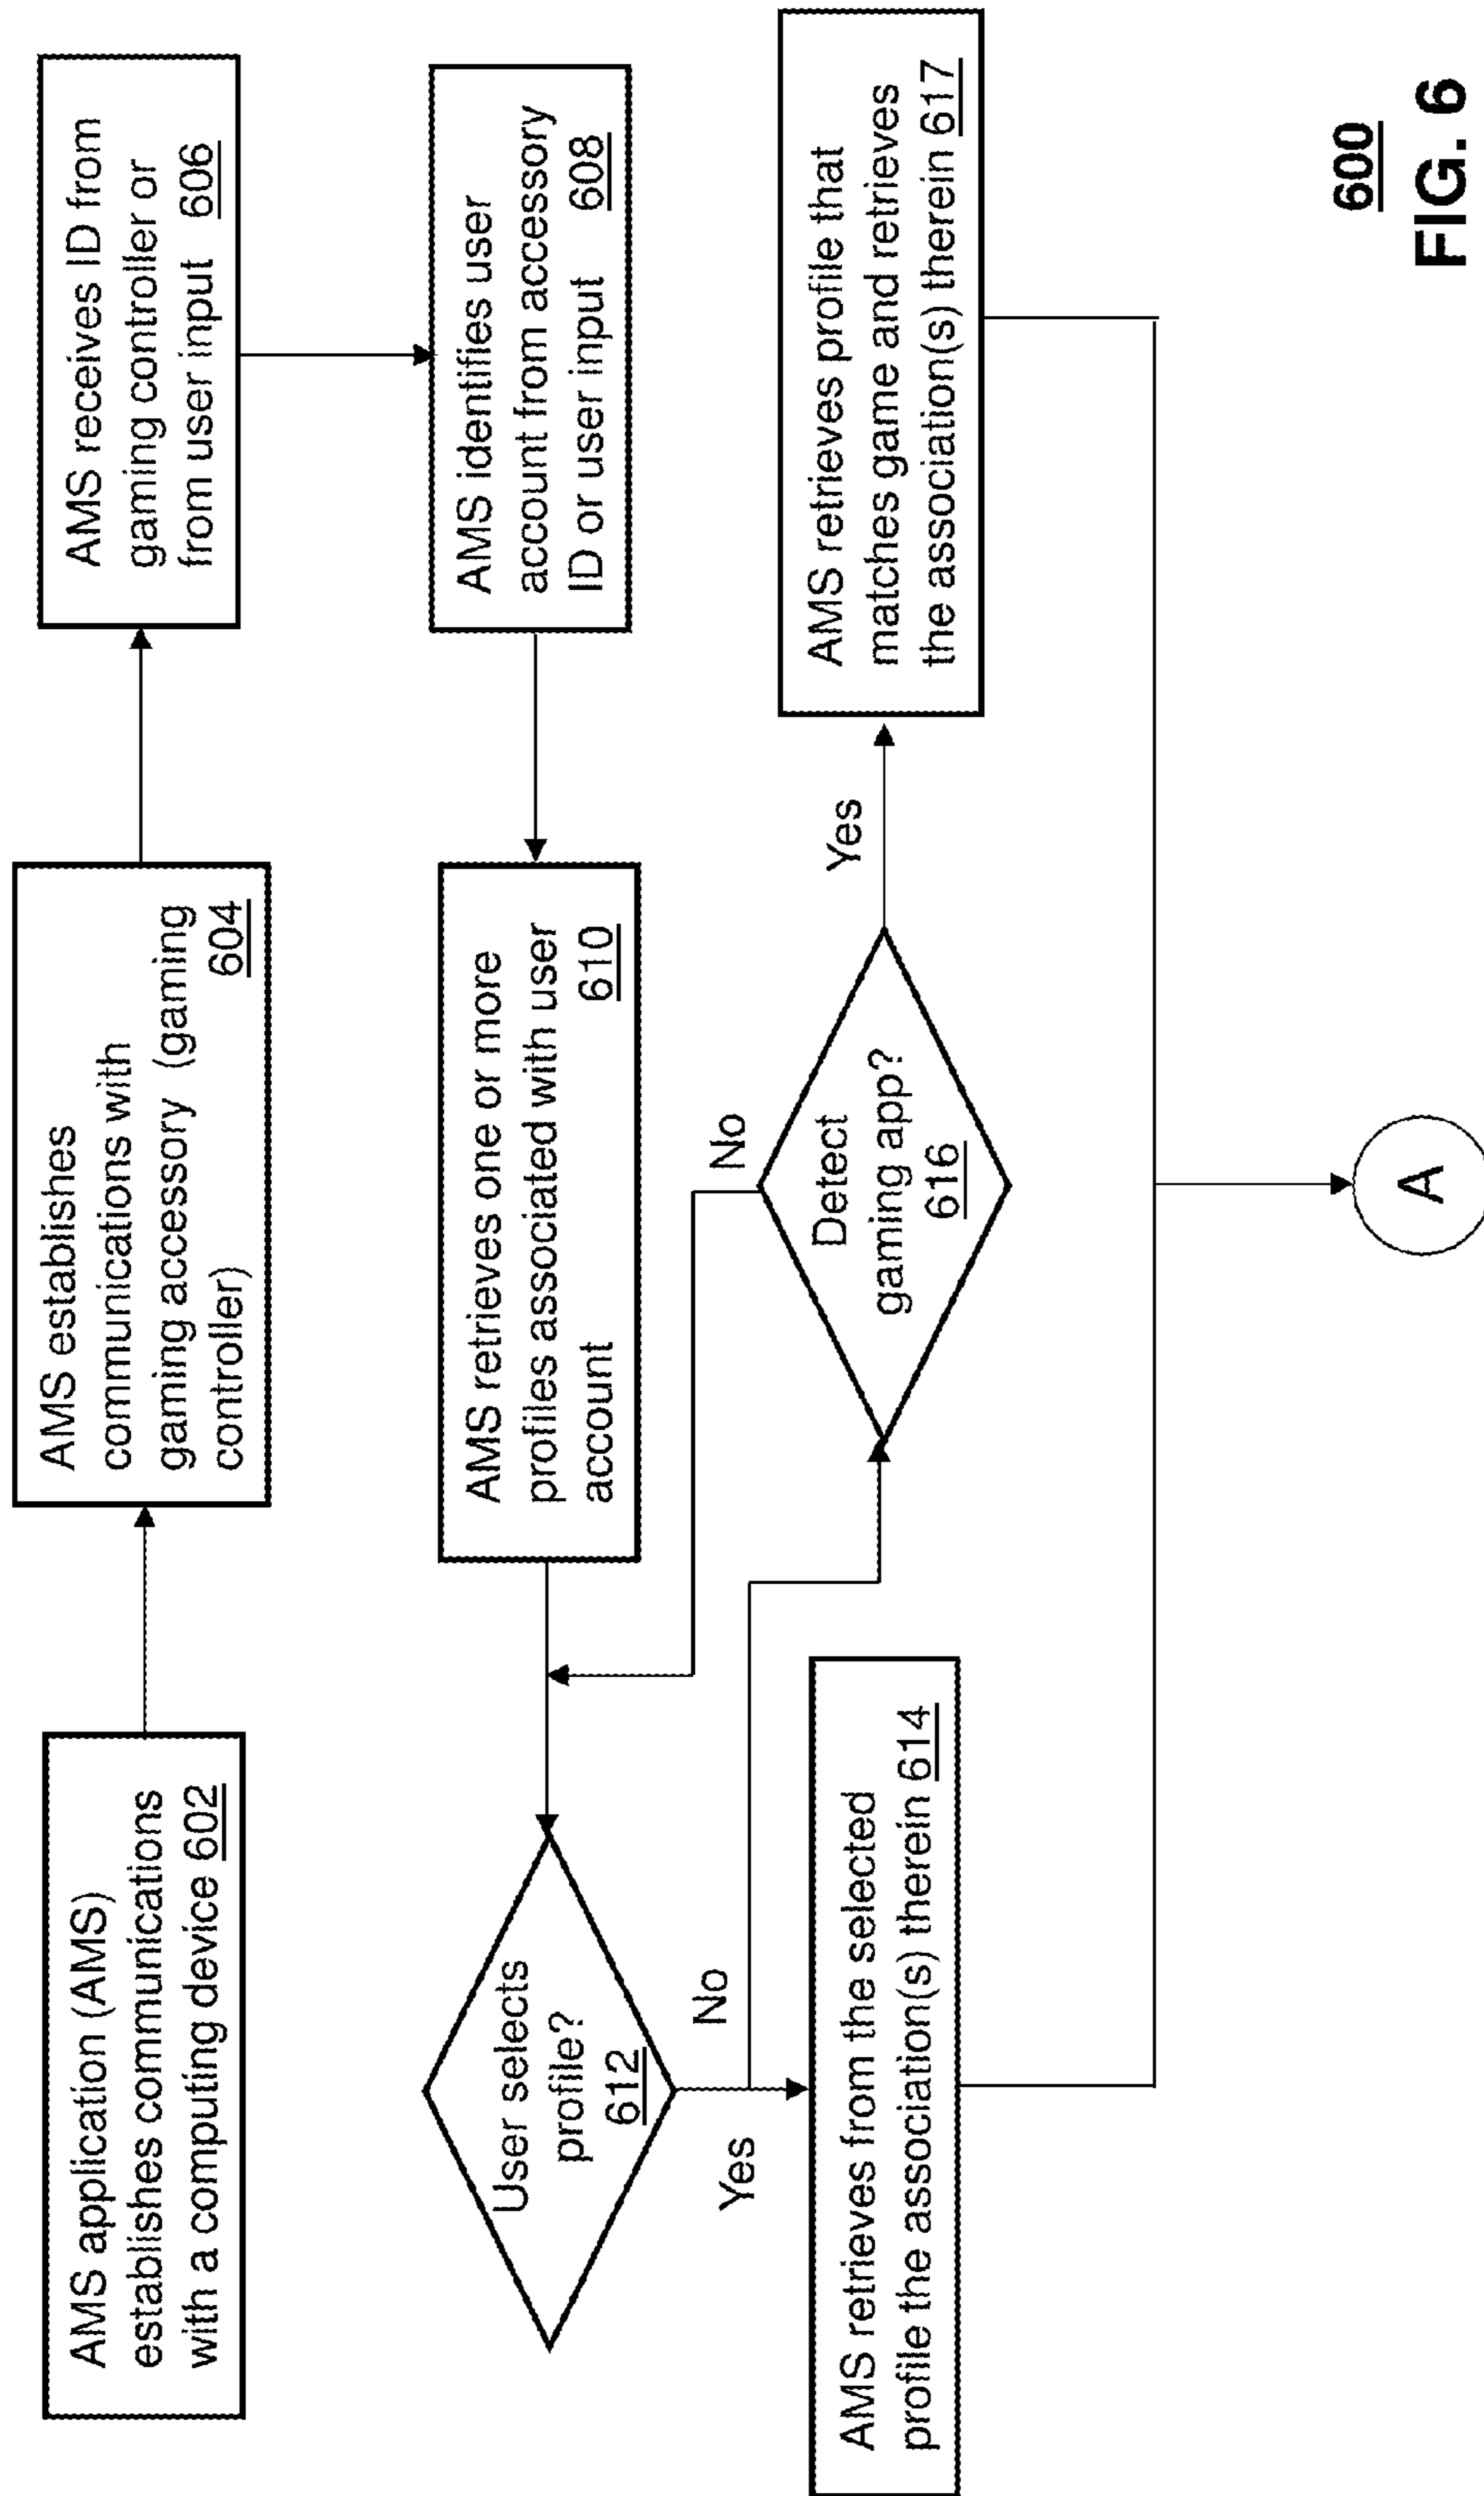 AMS application (AMS)
establishes communications
with a computing device 602
AMS establishes
communications with
gaming accessory (gaming
controller) 604
AMS receives ID from
gaming controller or
from user input 606
AMS identifies user
account from accessory
ID or user input 608
AMS retrieves one or more
profiles associated with user
account 610
User selects
profile?
612
Yes
No
AMS retrieves from the selected
profile the association(s) therein 614
Detect
gaming app?
616
No
Yes
AMS retrieves profile that
matches game and retrieves
the association(s) therein 617
A
600
FIG. 6